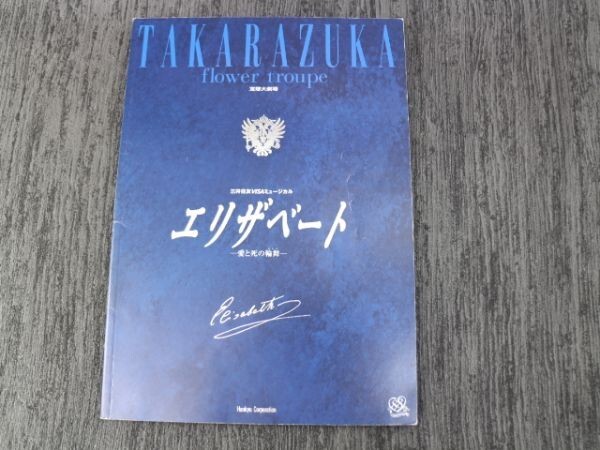 TAKARAZUKA
flower troupe
宝塚大劇場
三井住友VISAミュージカル
エリザベート
―愛と死の輪舞―
Elisabeth
Hankyu Corporation